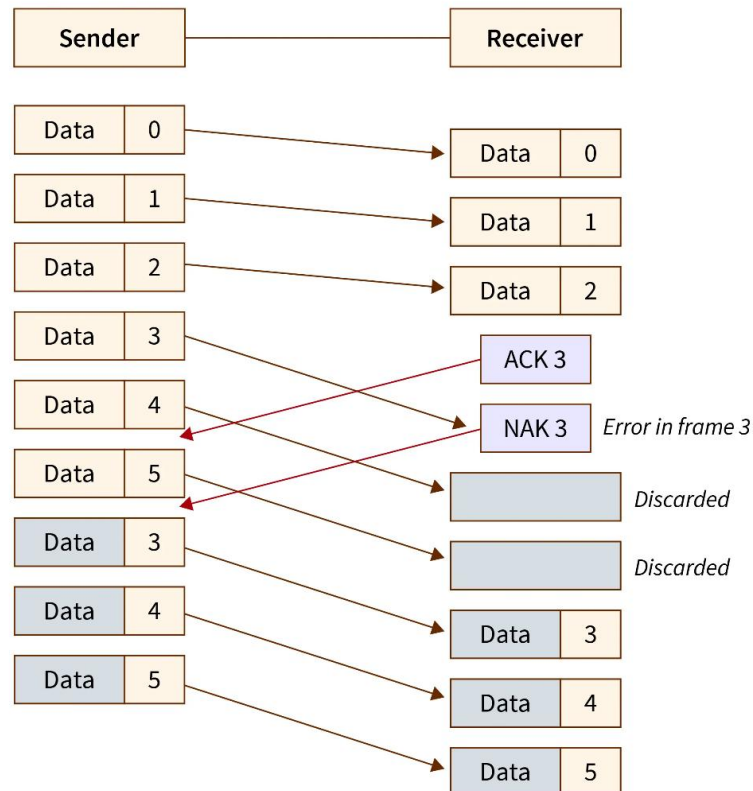 Sender Receiver
Data 0
Data 0
Data 1
Data 1
Data 2
Data 2
Data 3
ACK 3
Data 4
NAK 3 Error in frame 3
Data 5
Discarded
Data 3
Discarded
Data 4
Data 3
Data 5
Data 4
Data 5